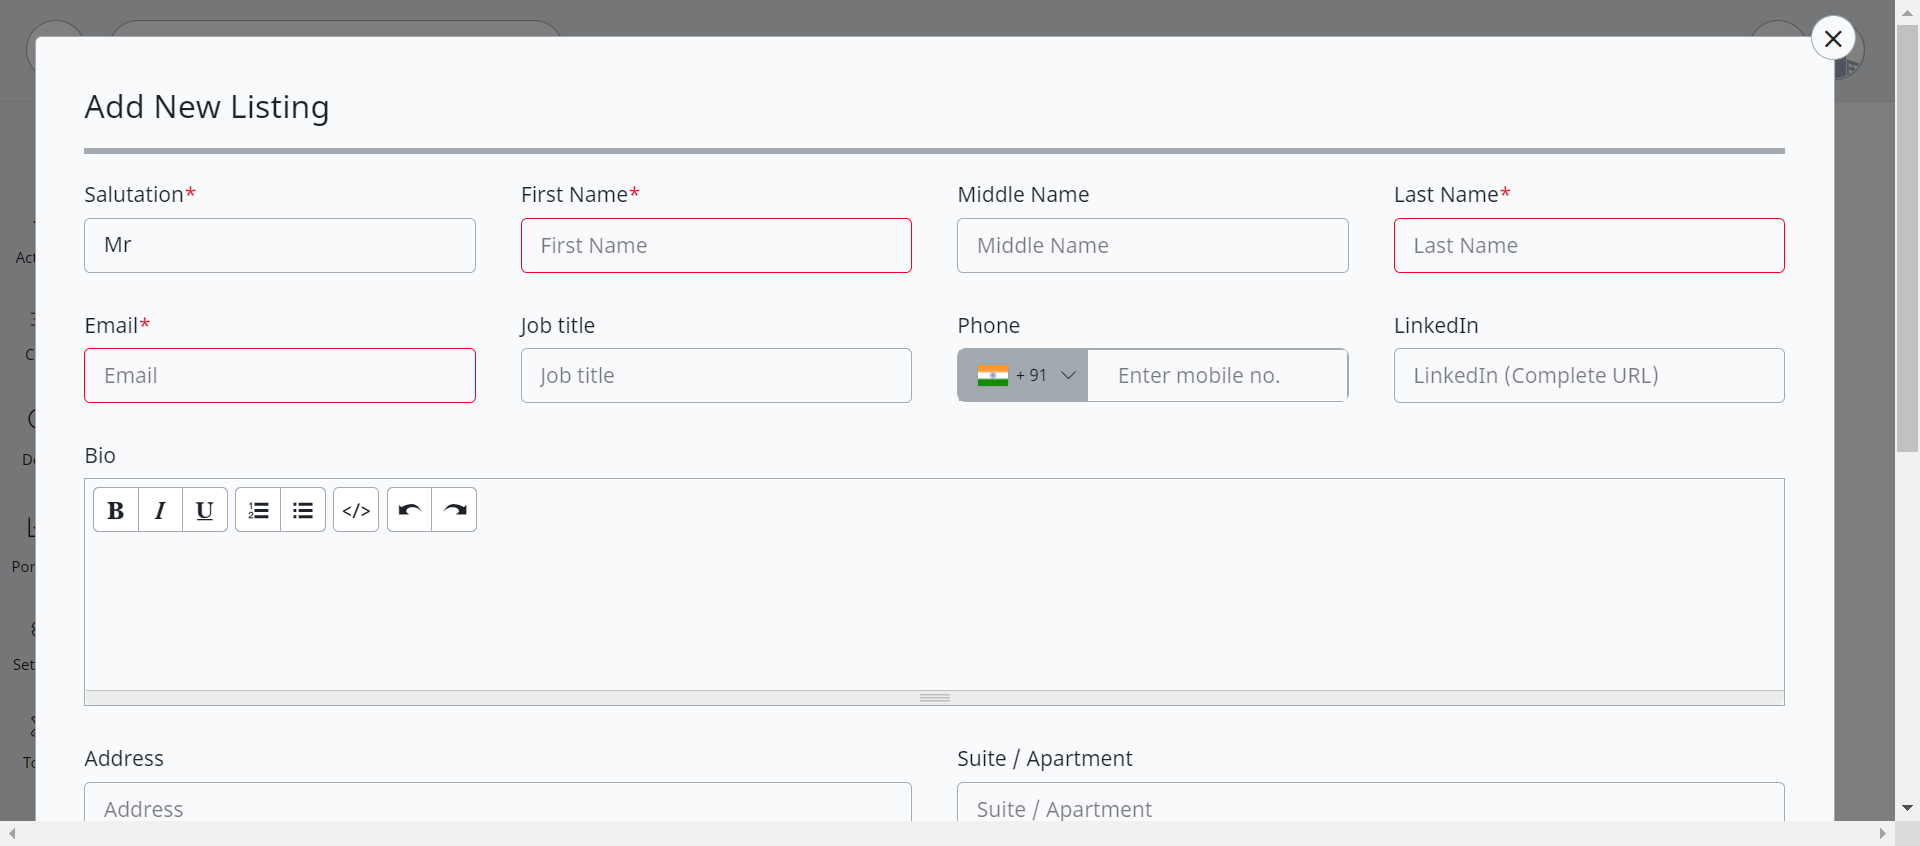 Add New Listing
Salutation* First Name* Middle Name Last Name*
Mr First Name Middle Name Last Name
Email* Job title Phone LinkedIn
Email Job title + 91 Enter mobile no. LinkedIn (Complete URL)
Bio
B I U </>
Address Suite / Apartment
Address Suite / Apartment